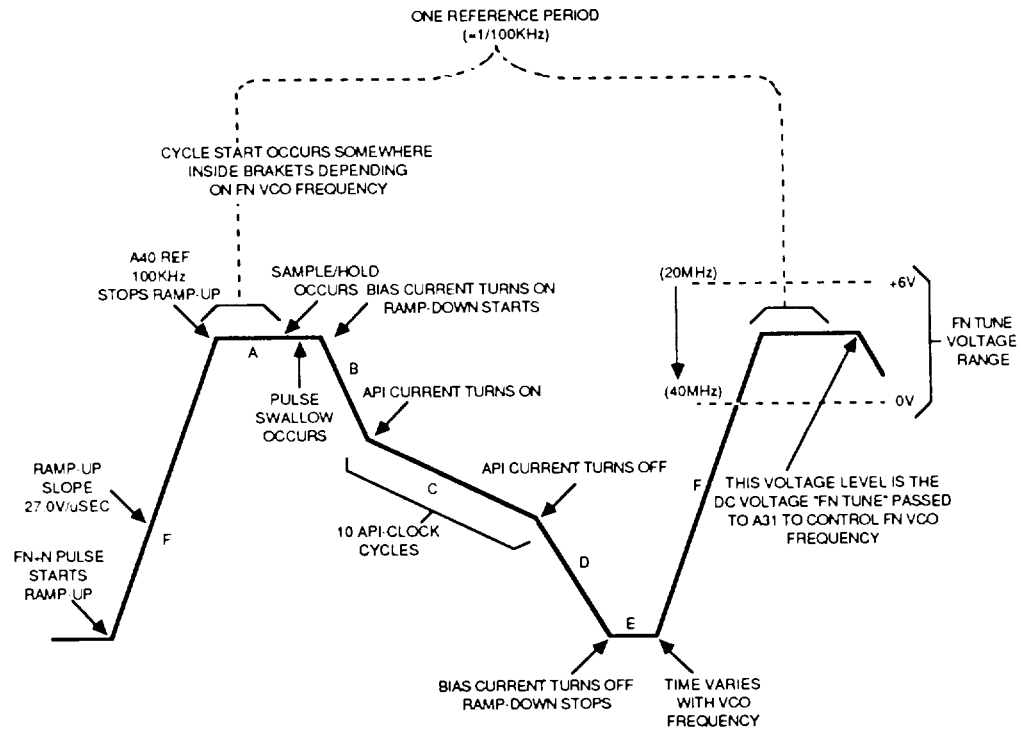 ONE REFERENCE PERIOD
(=1/100KHz)
CYCLE START OCCURS SOMEWHERE
INSIDE BRAKETS DEPENDING
ON FN VCO FREQUENCY
A40 REF
100KHz
STOPS RAMP-UP
SAMPLE/HOLD
OCCURS
BIAS CURRENT TURNS ON
RAMP-DOWN STARTS
(20MHz)
+6V
FN TUNE
VOLTAGE
RANGE
(40MHz)
0V
A
B
PULSE
SWALLOW
OCCURS
API CURRENT TURNS ON
RAMP-UP
SLOPE
27.0V/uSEC
F
C
10 API-CLOCK
CYCLES
API CURRENT TURNS OFF
F
THIS VOLTAGE LEVEL IS THE
DC VOLTAGE "FN TUNE" PASSED
TO A31 TO CONTROL FN VCO
FREQUENCY
FN÷N PULSE
STARTS
RAMP-UP
D
E
BIAS CURRENT TURNS OFF
RAMP-DOWN STOPS
TIME VARIES
WITH VCO
FREQUENCY